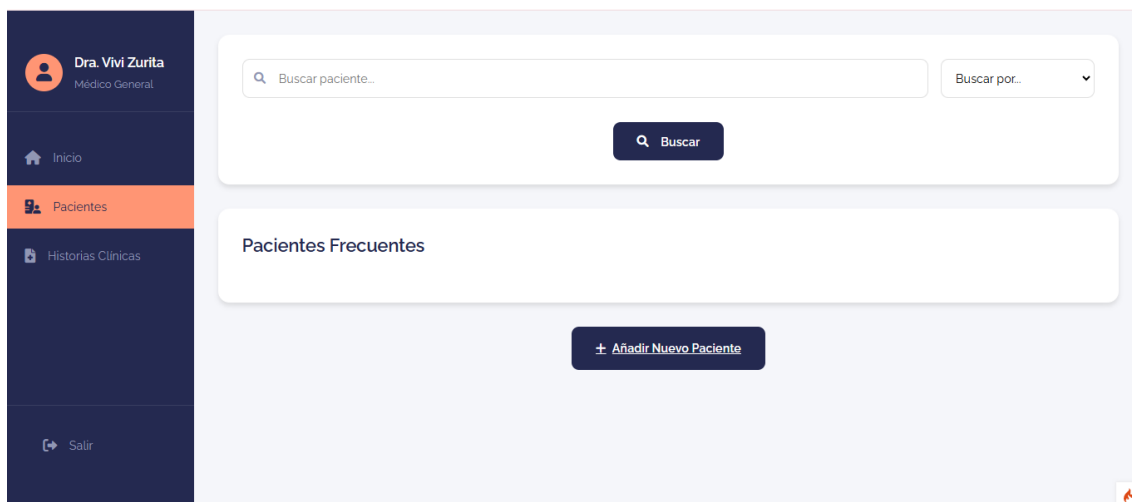 Dra. Vivi Zurita
Médico General
Inicio
Pacientes
Historias Clínicas
Salir
Buscar paciente...
Buscar por...
Buscar
Pacientes Frecuentes
+ Añadir Nuevo Paciente